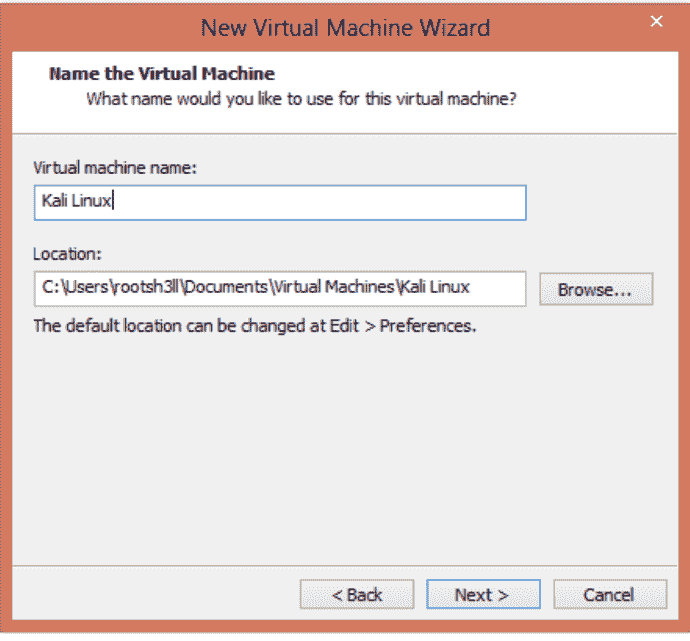 New Virtual Machine Wizard
Name the Virtual Machine
What name would you like to use for this virtual machine?
Virtual machine name:
Kali Linux
Location:
C:\Users\rootsh3ll\Documents\Virtual Machines\Kali Linux
Browse...
The default location can be changed at Edit > Preferences.
< Back
Next >
Cancel